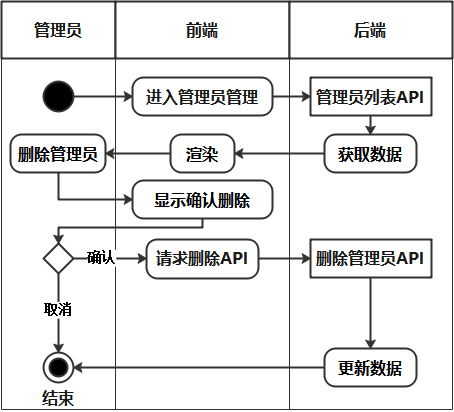 管理员
前端
后端
进入管理员管理
管理员列表API
删除管理员
渲染
获取数据
显示确认删除
确认
请求删除API
删除管理员API
取消
更新数据
结束